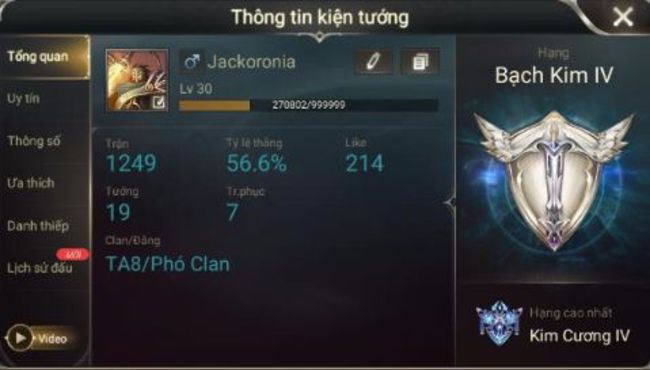 Thông tin kiện tướng
Tổng quan
Uy tín
Thông số
Ưa thích
Danh thiếp
Lịch sử đấu
MỚI
Video
Jackoronia
Lv 30
270802/999999
Trận
Tỷ lệ thắng
Like
1249
56.6%
214
Tướng
Tr.phục
19
7
Clan/Đẳng
TA8/Phó Clan
Hạng
Bạch Kim IV
Hạng cao nhất
Kim Cương IV